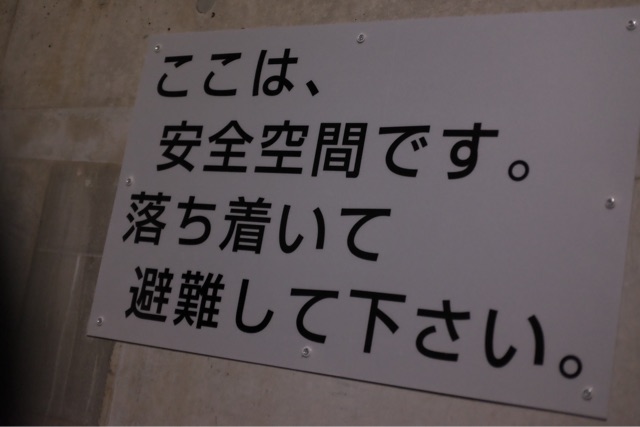 ここは、
安全空間です。
落ち着いて
避難して下さい。